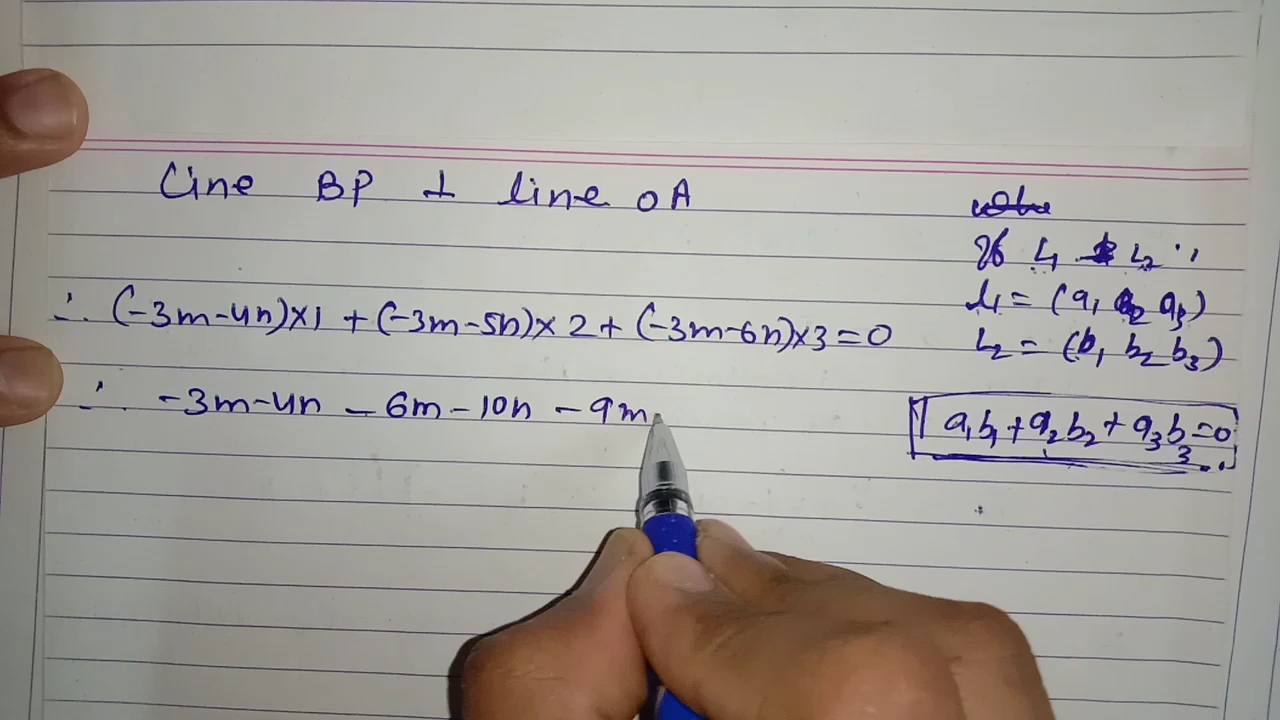 Line BP ⊥ line OA
∴ (-3m-4n)×1 + (-3m-5n)×2 + (-3m-6n)×3=0
∴ -3m-4n - 6m - 10n - 9m
If L1 L2
L1 = (a1 a2 a3)
L2 = (b1 b2 b3)
a1b1+a2b2+a3b3=0